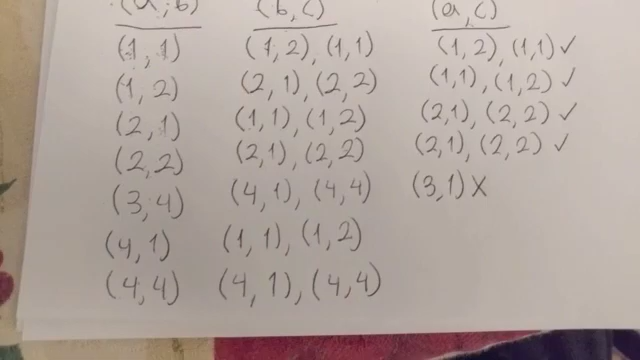 (a,b) (b,c) (a,c)
(1,1) (1,2), (1,1) (1,2), (1,1) ✓
(1,2) (2,1), (2,2) (1,1), (1,2) ✓
(2,1) (1,1), (1,2) (2,1), (2,2) ✓
(2,2) (2,1), (2,2) (2,1), (2,2) ✓
(3,4) (4,1), (4,4) (3,1) X
(4,1) (1,1), (1,2)
(4,4) (4,1), (4,4)